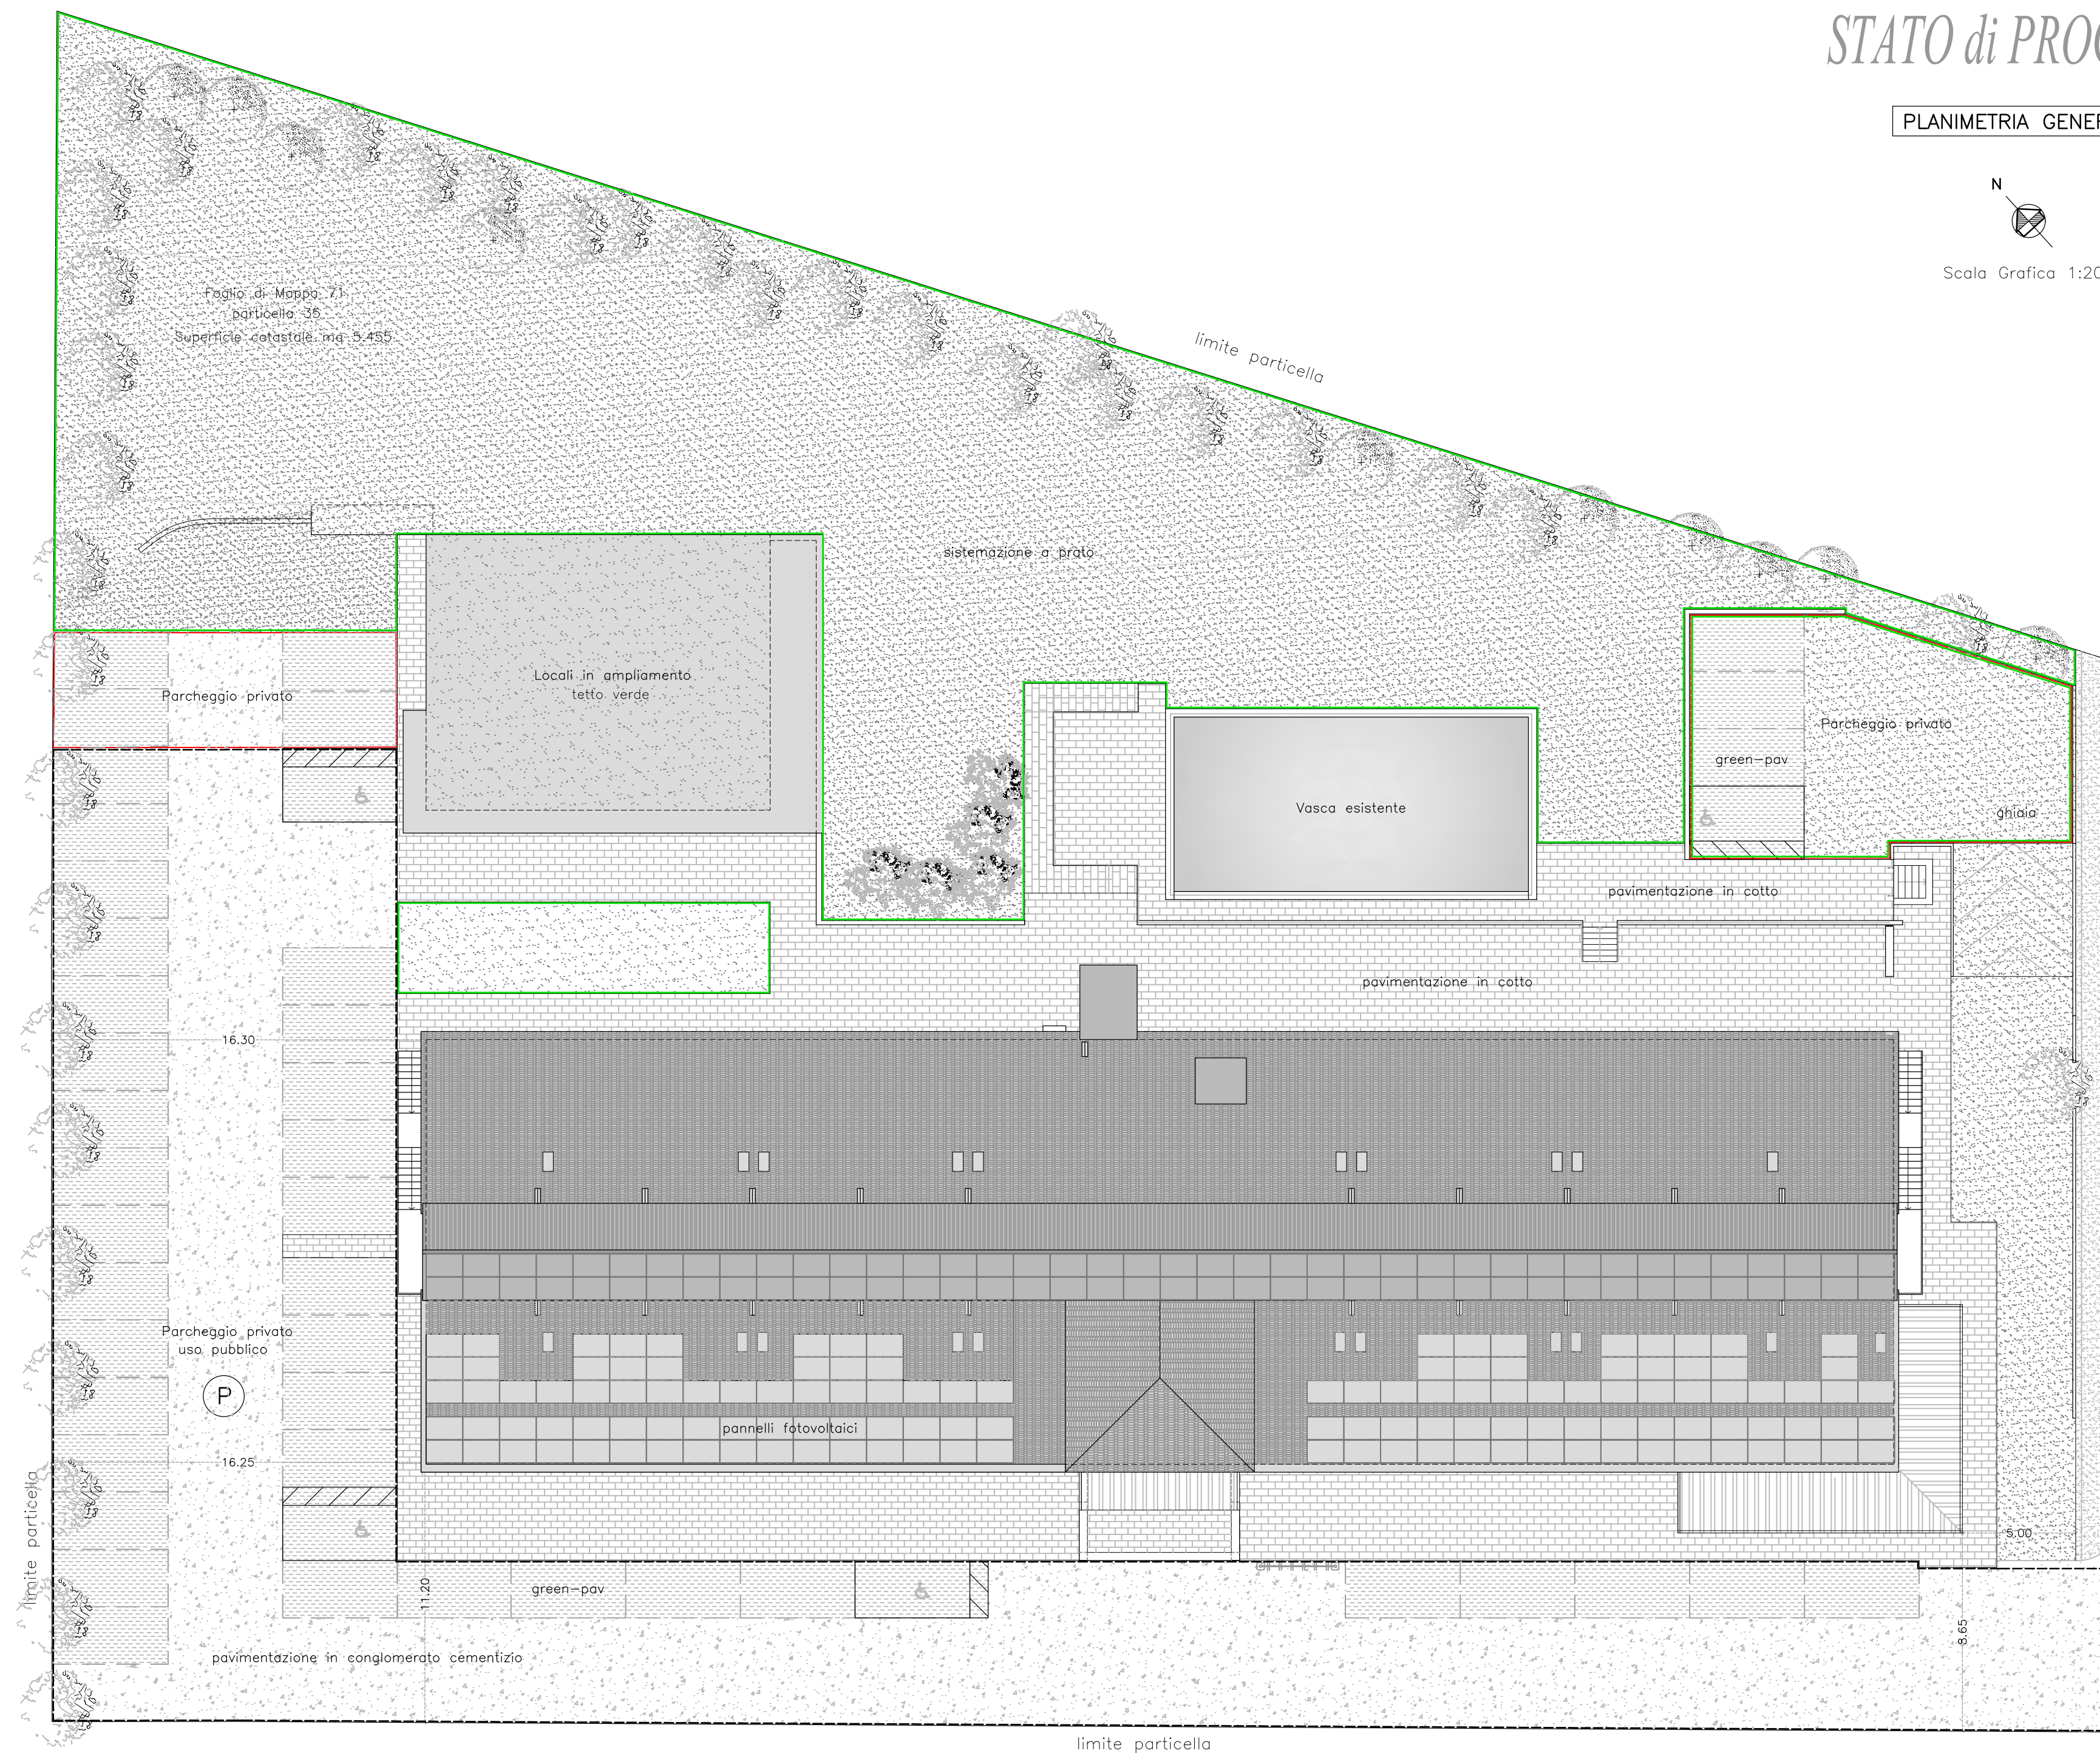 STATO di PROG
PLANIMETRIA GENER
N
Scala Grafica 1:20
limite particella
Foglio di Mappa 71
particella 35
Superficie catastale mq 5.455
sistemazione a prato
Locali in ampliamento
tetto verde
Parcheggio privato
Parcheggio privato
green-pav
ghiaia
Vasca esistente
pavimentazione in cotto
pavimentazione in cotto
16.30
Parcheggio privato
uso pubblico
P
pannelli fotovoltaici
16.25
limite particella
5.00
11.20
green-pav
8.65
pavimentazione in conglomerato cementizio
limite particella